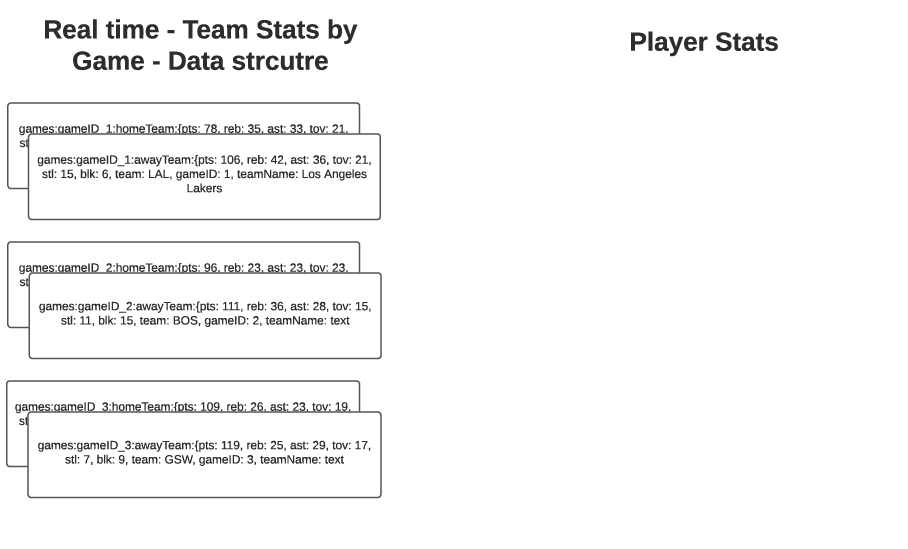 Real time - Team Stats by
Game - Data strcutre
Player Stats
games:gameID_1:homeTeam:{pts: 78, reb: 35, ast: 33, tov: 21,
st
games:gameID_1:awayTeam:{pts: 106, reb: 42, ast: 36, tov: 21,
stl: 15, blk: 6, team: LAL, gameID: 1, teamName: Los Angeles
Lakers
games:gameID_2:homeTeam:{pts: 96, reb: 23, ast: 23, tov: 23,
st
games:gameID_2:awayTeam:{pts: 111, reb: 36, ast: 28, tov: 15,
stl: 11, blk: 15, team: BOS, gameID: 2, teamName: text
games:gameID_3:homeTeam:{pts: 109, reb: 26, ast: 23, tov: 19,
st
games:gameID_3:awayTeam:{pts: 119, reb: 25, ast: 29, tov: 17,
stl: 7, blk: 9, team: GSW, gameID: 3, teamName: text